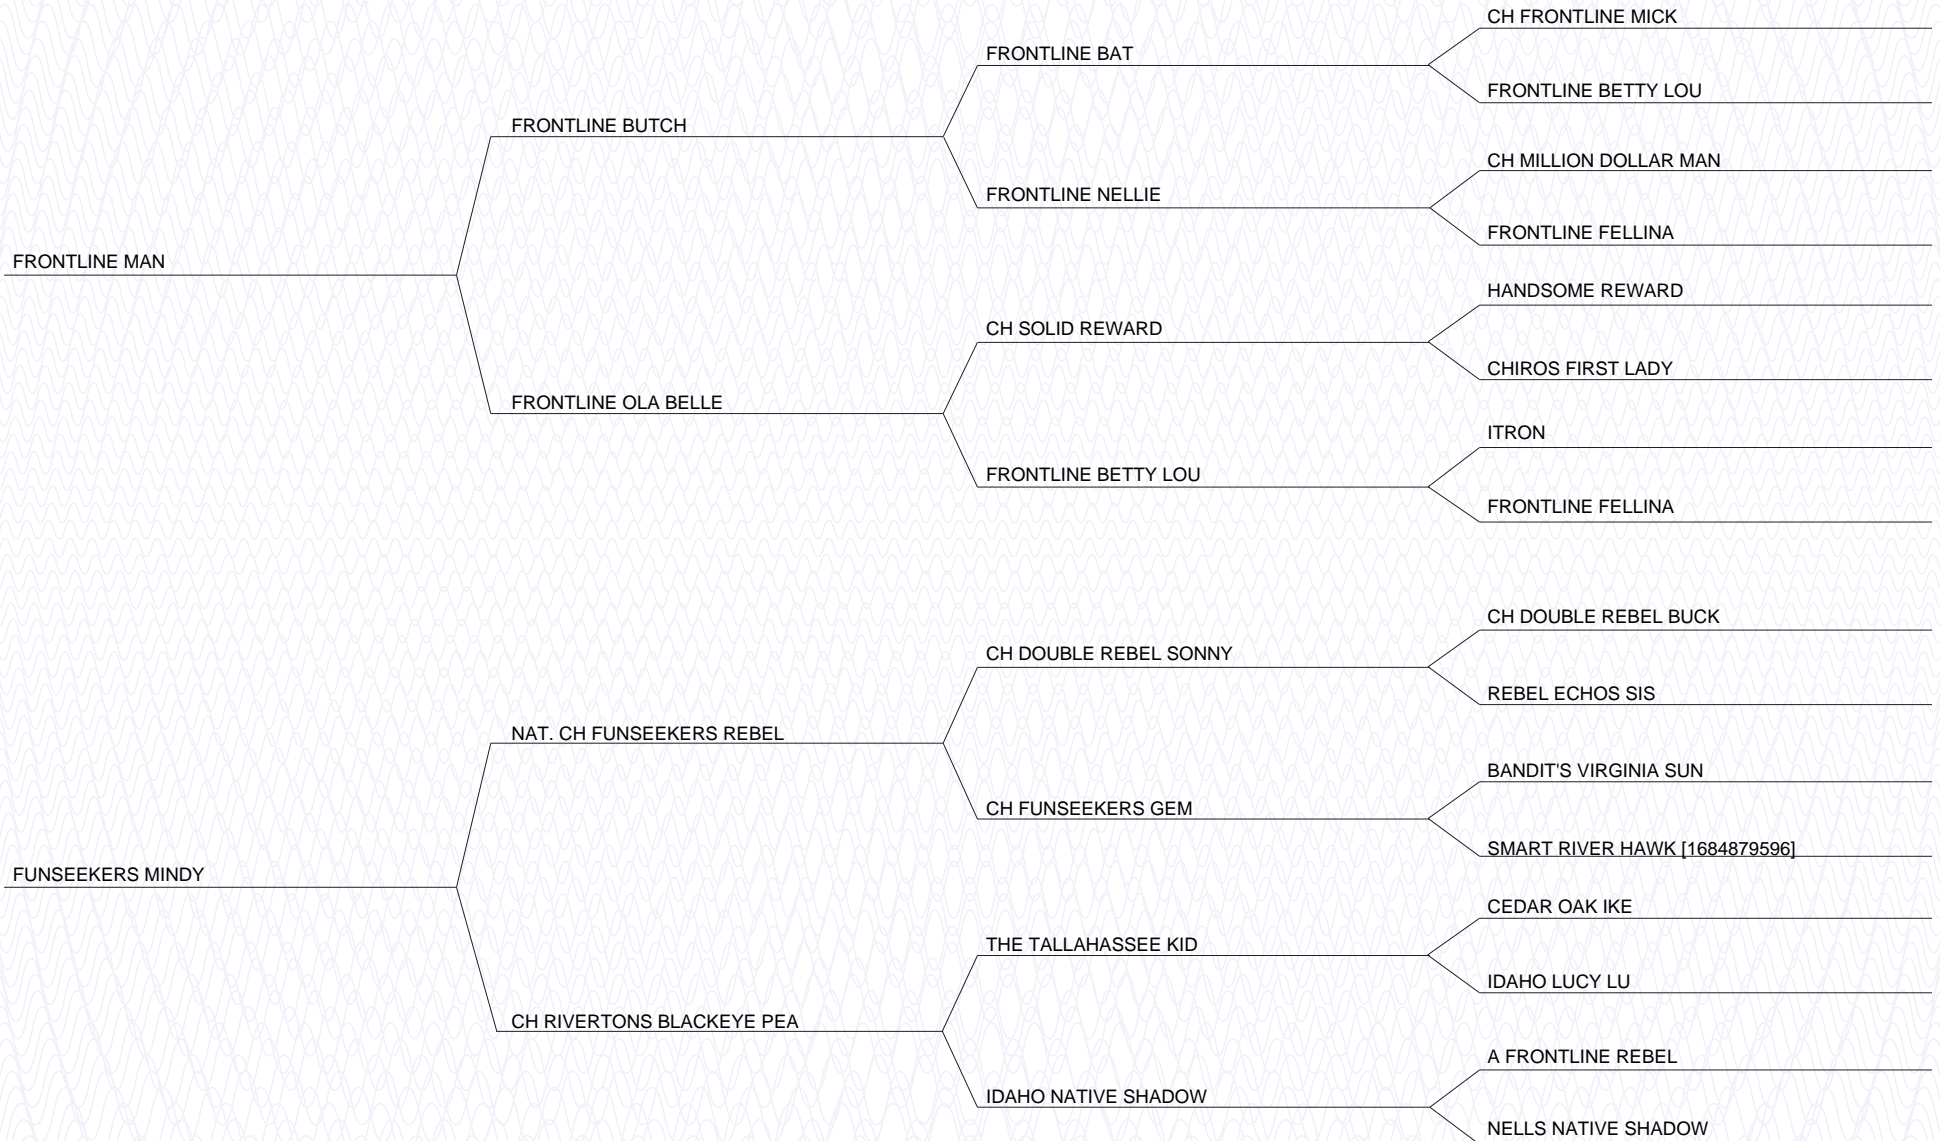 CH FRONTLINE MICK
FRONTLINE BAT
FRONTLINE BETTY LOU
FRONTLINE BUTCH
CH MILLION DOLLAR MAN
FRONTLINE NELLIE
FRONTLINE FELLINA
FRONTLINE MAN
HANDSOME REWARD
CH SOLID REWARD
CHIROS FIRST LADY
FRONTLINE OLA BELLE
ITRON
FRONTLINE BETTY LOU
FRONTLINE FELLINA
CH DOUBLE REBEL BUCK
CH DOUBLE REBEL SONNY
REBEL ECHOS SIS
NAT. CH FUNSEEKERS REBEL
BANDIT'S VIRGINIA SUN
CH FUNSEEKERS GEM
SMART RIVER HAWK [1684879596]
FUNSEEKERS MINDY
CEDAR OAK IKE
THE TALLAHASSEE KID
IDAHO LUCY LU
CH RIVERTONS BLACKEYE PEA
A FRONTLINE REBEL
IDAHO NATIVE SHADOW
NELLS NATIVE SHADOW